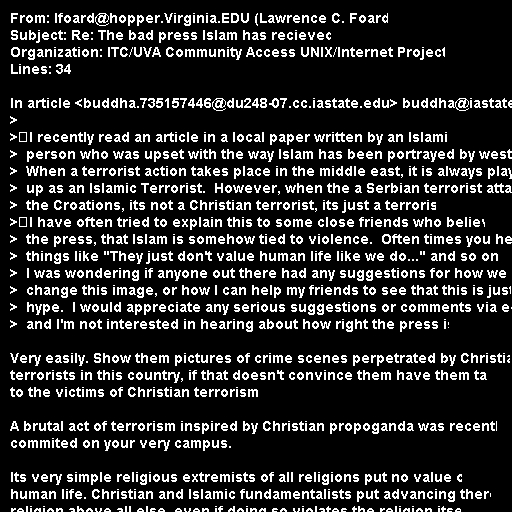 From: lfoard@hopper.Virginia.EDU (Lawrence C. Foard
Subject: Re: The bad press Islam has recieved
Organization: ITC/UVA Community Access UNIX/Internet Project
Lines: 34
In article <buddha.735157446@du248-07.cc.iastate.edu> buddha@iastate
>
> I recently read an article in a local paper written by an Islami
> person who was upset with the way Islam has been portrayed by west
> When a terrorist action takes place in the middle east, it is always play
> up as an Islamic Terrorist. However, when the a Serbian terrorist atta
> the Croations, its not a Christian terrorist, its just a terroris
> I have often tried to explain this to some close friends who believ
> the press, that Islam is somehow tied to violence. Often times you he
> things like "They just don't value human life like we do..." and so on
> I was wondering if anyone out there had any suggestions for how we
> change this image, or how I can help my friends to see that this is just
> hype. I would appreciate any serious suggestions or comments via e-
> and I'm not interested in hearing about how right the press is
Very easily. Show them pictures of crime scenes perpetrated by Christia
terrorists in this country, if that doesn't convince them have them ta
to the victims of Christian terrorism
A brutal act of terrorism inspired by Christian propoganda was recentl
commited on your very campus.
Its very simple religious extremists of all religions put no value o
human life. Christian and Islamic fundamentalists put advancing their
religion above all else, even if doing so violates the religion itse